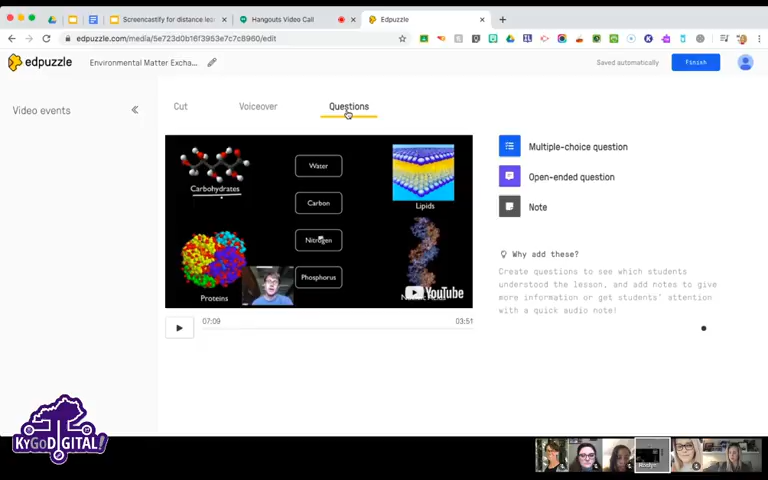 Screencastify for distance lea
Hangouts Video Call
Edpuzzle
edpuzzle.com/media/5e723d0b16f3953e7c7c8960/edit
edpuzzle
Environmental Matter Excha...
Saved automatically
Finish
Video events
Cut
Voiceover
Questions
Carbohydrates
Water
Carbon
Nitrogen
Phosphorus
Lipids
Proteins
YouTube
07:09
03:51
Multiple-choice question
Open-ended question
Note
Why add these?
Create questions to see which students
understood the lesson, and add notes to give
more information or get students' attention
with a quick audio note!
KYGODIGITAL!